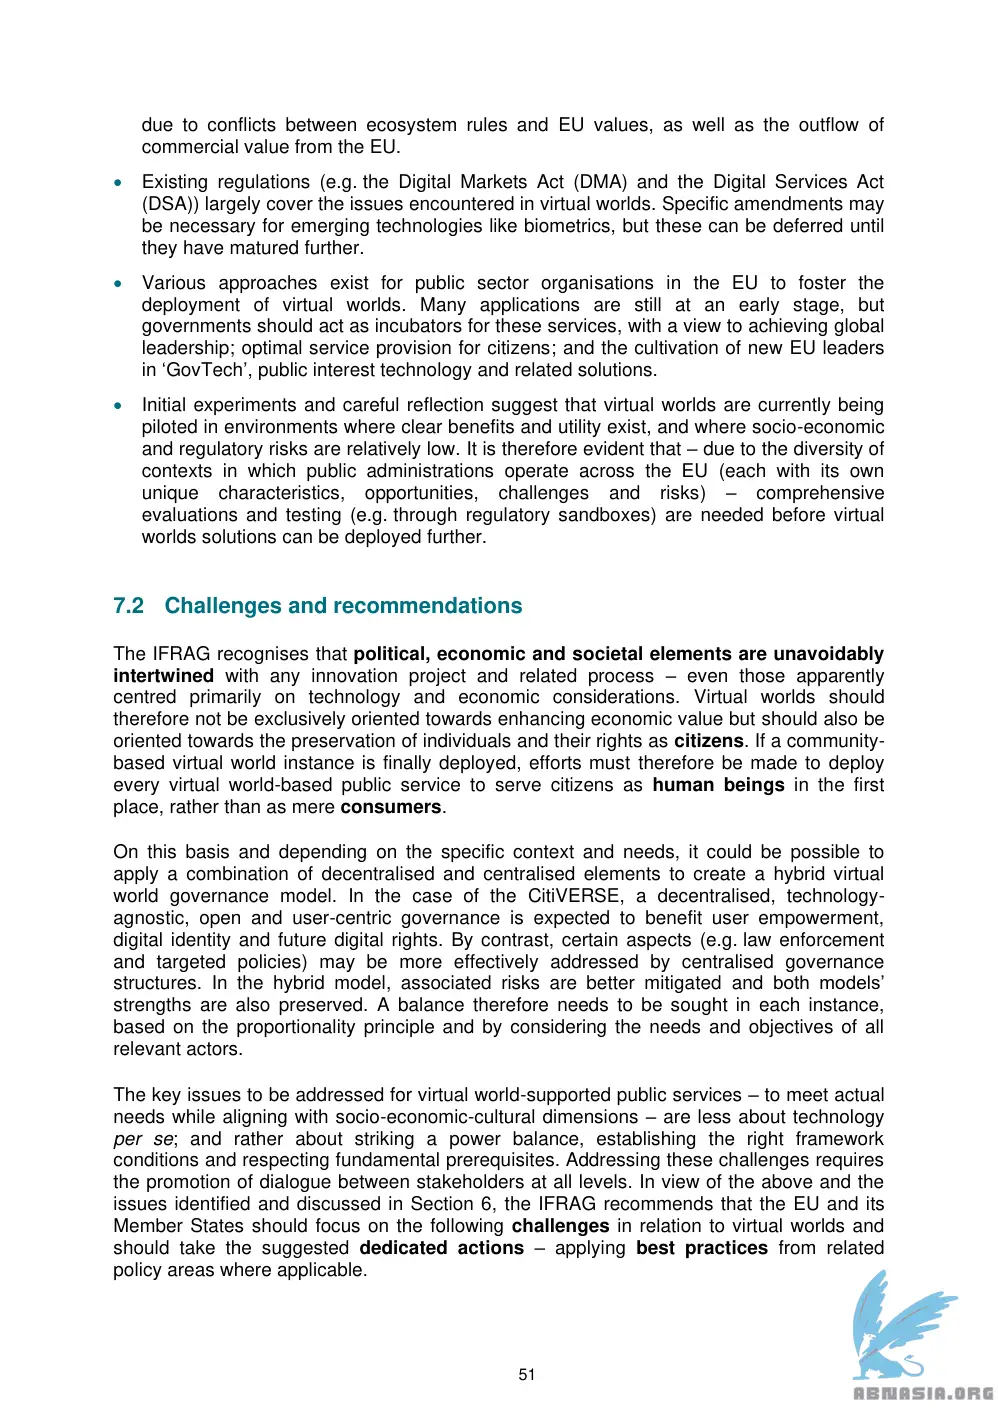 due to conflicts between ecosystem rules and EU values, as well as the outflow of
commercial value from the EU.
• Existing regulations (e.g. the Digital Markets Act (DMA) and the Digital Services Act
(DSA)) largely cover the issues encountered in virtual worlds. Specific amendments may
be necessary for emerging technologies like biometrics, but these can be deferred until
they have matured further.
• Various approaches exist for public sector organisations in the EU to foster the
deployment of virtual worlds. Many applications are still at an early stage, but
governments should act as incubators for these services, with a view to achieving global
leadership; optimal service provision for citizens; and the cultivation of new EU leaders
in ‘GovTech’, public interest technology and related solutions.
• Initial experiments and careful reflection suggest that virtual worlds are currently being
piloted in environments where clear benefits and utility exist, and where socio-economic
and regulatory risks are relatively low. It is therefore evident that – due to the diversity of
contexts in which public administrations operate across the EU (each with its own
unique characteristics, opportunities, challenges and risks) – comprehensive
evaluations and testing (e.g. through regulatory sandboxes) are needed before virtual
worlds solutions can be deployed further.
7.2 Challenges and recommendations
The IFRAG recognises that political, economic and societal elements are unavoidably
intertwined with any innovation project and related process – even those apparently
centred primarily on technology and economic considerations. Virtual worlds should
therefore not be exclusively oriented towards enhancing economic value but should also be
oriented towards the preservation of individuals and their rights as citizens. If a community-
based virtual world instance is finally deployed, efforts must therefore be made to deploy
every virtual world-based public service to serve citizens as human beings in the first
place, rather than as mere consumers.
On this basis and depending on the specific context and needs, it could be possible to
apply a combination of decentralised and centralised elements to create a hybrid virtual
world governance model. In the case of the CitiVERSE, a decentralised, technology-
agnostic, open and user-centric governance is expected to benefit user empowerment,
digital identity and future digital rights. By contrast, certain aspects (e.g. law enforcement
and targeted policies) may be more effectively addressed by centralised governance
structures. In the hybrid model, associated risks are better mitigated and both models’
strengths are also preserved. A balance therefore needs to be sought in each instance,
based on the proportionality principle and by considering the needs and objectives of all
relevant actors.
The key issues to be addressed for virtual world-supported public services – to meet actual
needs while aligning with socio-economic-cultural dimensions – are less about technology
per se; and rather about striking a power balance, establishing the right framework
conditions and respecting fundamental prerequisites. Addressing these challenges requires
the promotion of dialogue between stakeholders at all levels. In view of the above and the
issues identified and discussed in Section 6, the IFRAG recommends that the EU and its
Member States should focus on the following challenges in relation to virtual worlds and
should take the suggested dedicated actions – applying best practices from related
policy areas where applicable.
51
ABNASIA.ORG